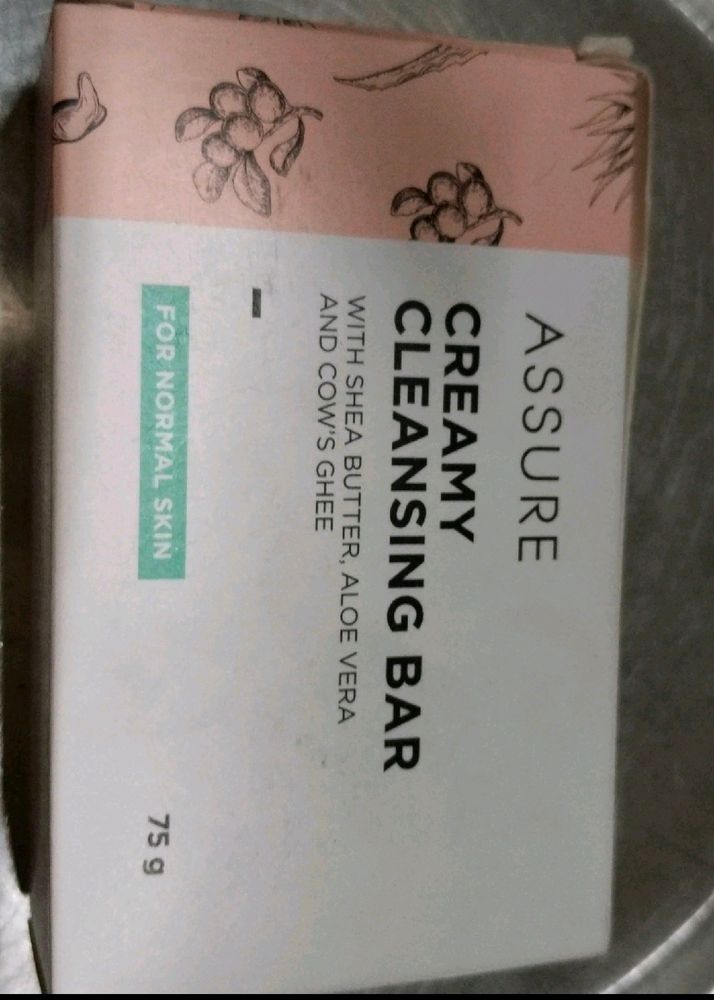 ASSURE
CREAMY
CLEANSING BAR
WITH SHEA BUTTER, ALOE VERA
AND COW'S GHEE
FOR NORMAL SKIN
75 g